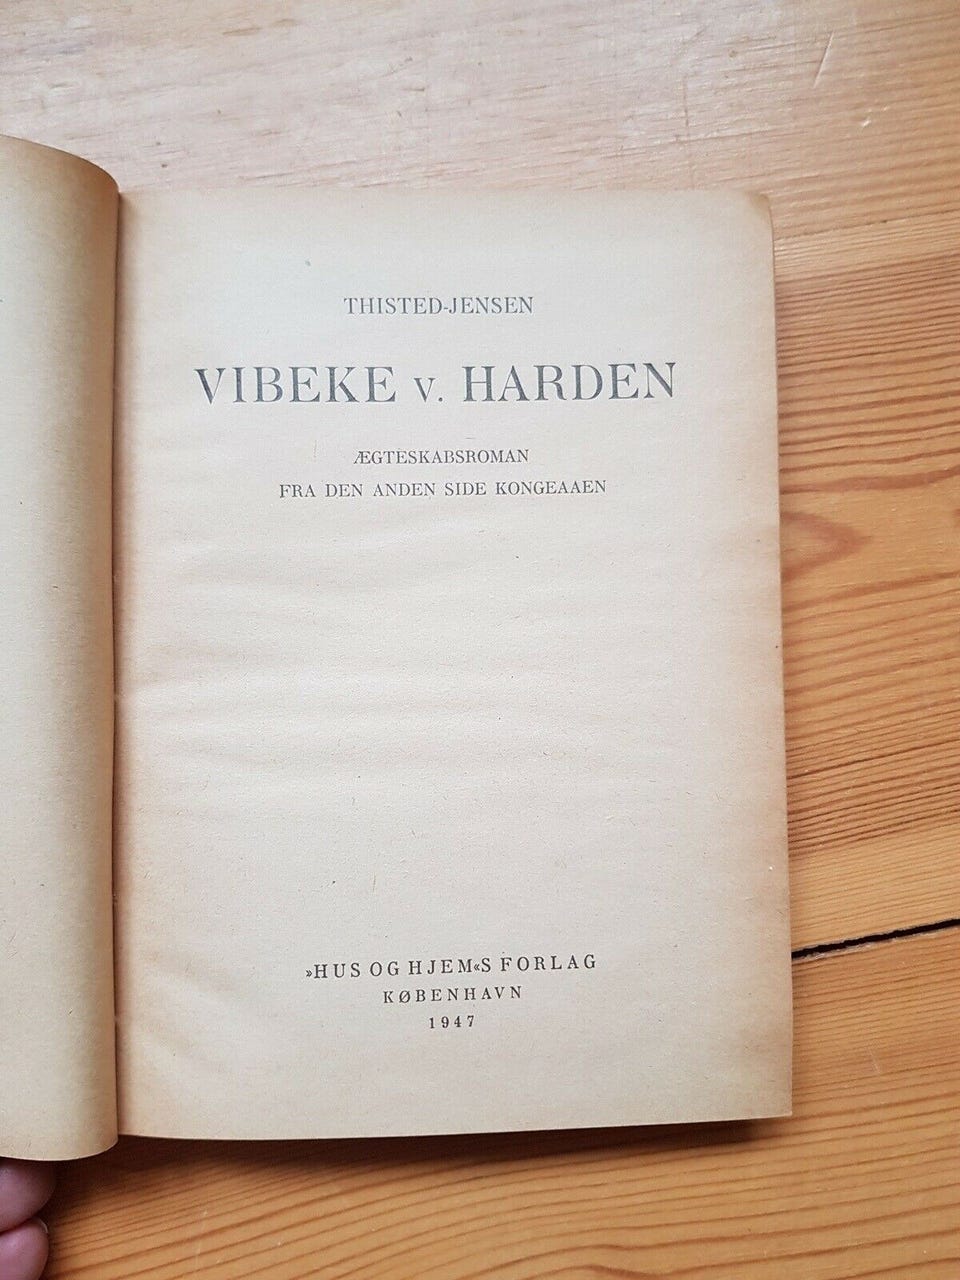 THISTED-JENSEN
VIBEKE v. HARDEN
ÆGTESKABSROMAN
FRA DEN ANDEN SIDE KONGEAAEN
»HUS OG HJEM«S FORLAG
KØBENHAVN
1947